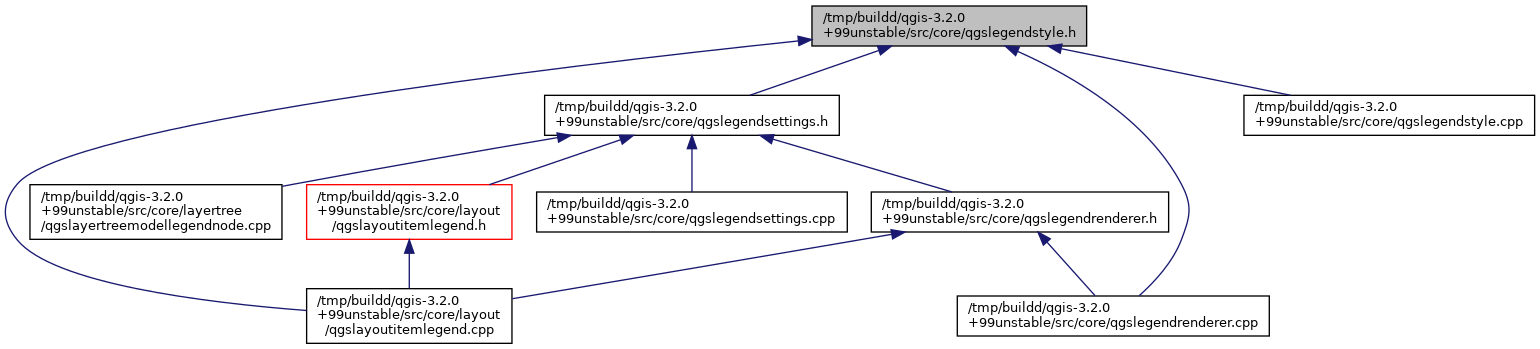 /tmp/buildd/qgis-3.2.0
+99unstable/src/core/qgslegendstyle.h
/tmp/buildd/qgis-3.2.0
+99unstable/src/core/qgslegendsettings.h
/tmp/buildd/qgis-3.2.0
+99unstable/src/core/qgslegendstyle.cpp
/tmp/buildd/qgis-3.2.0
+99unstable/src/core/layertree
/qgslayertreemodellegendnode.cpp
/tmp/buildd/qgis-3.2.0
+99unstable/src/core/layout
/qgslayoutitemlegend.h
/tmp/buildd/qgis-3.2.0
+99unstable/src/core/qgslegendsettings.cpp
/tmp/buildd/qgis-3.2.0
+99unstable/src/core/qgslegendrenderer.h
/tmp/buildd/qgis-3.2.0
+99unstable/src/core/layout
/qgslayoutitemlegend.cpp
/tmp/buildd/qgis-3.2.0
+99unstable/src/core/qgslegendrenderer.cpp